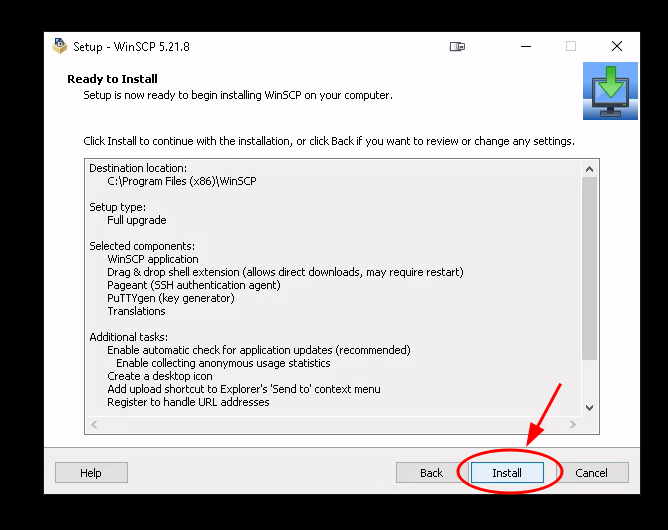 Setup - WinSCP 5.21.8
Ready to Install
Setup is now ready to begin installing WinSCP on your computer.
Click Install to continue with the installation, or click Back if you want to review or change any settings.
Destination location:
C:\Program Files (x86)\WinSCP
Setup type:
Full upgrade
Selected components:
WinSCP application
Drag & drop shell extension (allows direct downloads, may require restart)
Pageant (SSH authentication agent)
PuTTYgen (key generator)
Translations
Additional tasks:
Enable automatic check for application updates (recommended)
Enable collecting anonymous usage statistics
Create a desktop icon
Add upload shortcut to Explorer's 'Send to' context menu
Register to handle URL addresses
Help Back Install Cancel